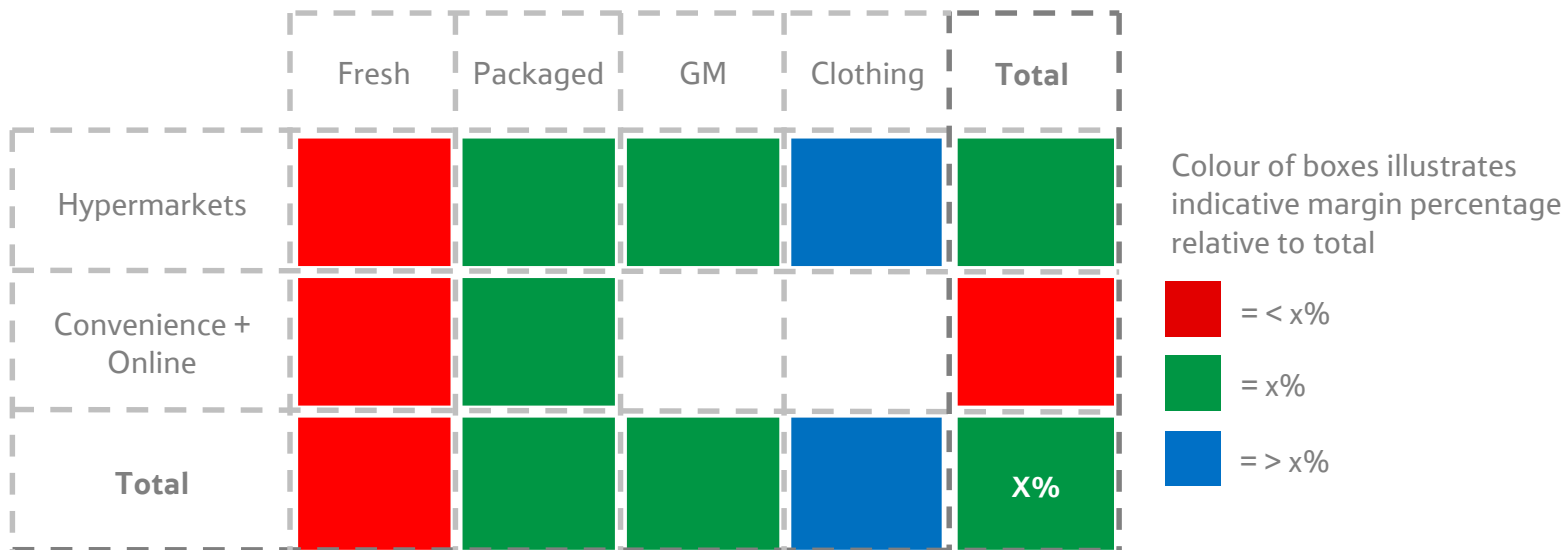 Fresh Packaged GM Clothing Total
Hypermarkets
Colour of boxes illustrates
indicative margin percentage
relative to total
Convenience +
Online
= < x%
= x%
Total
X%
= > x%